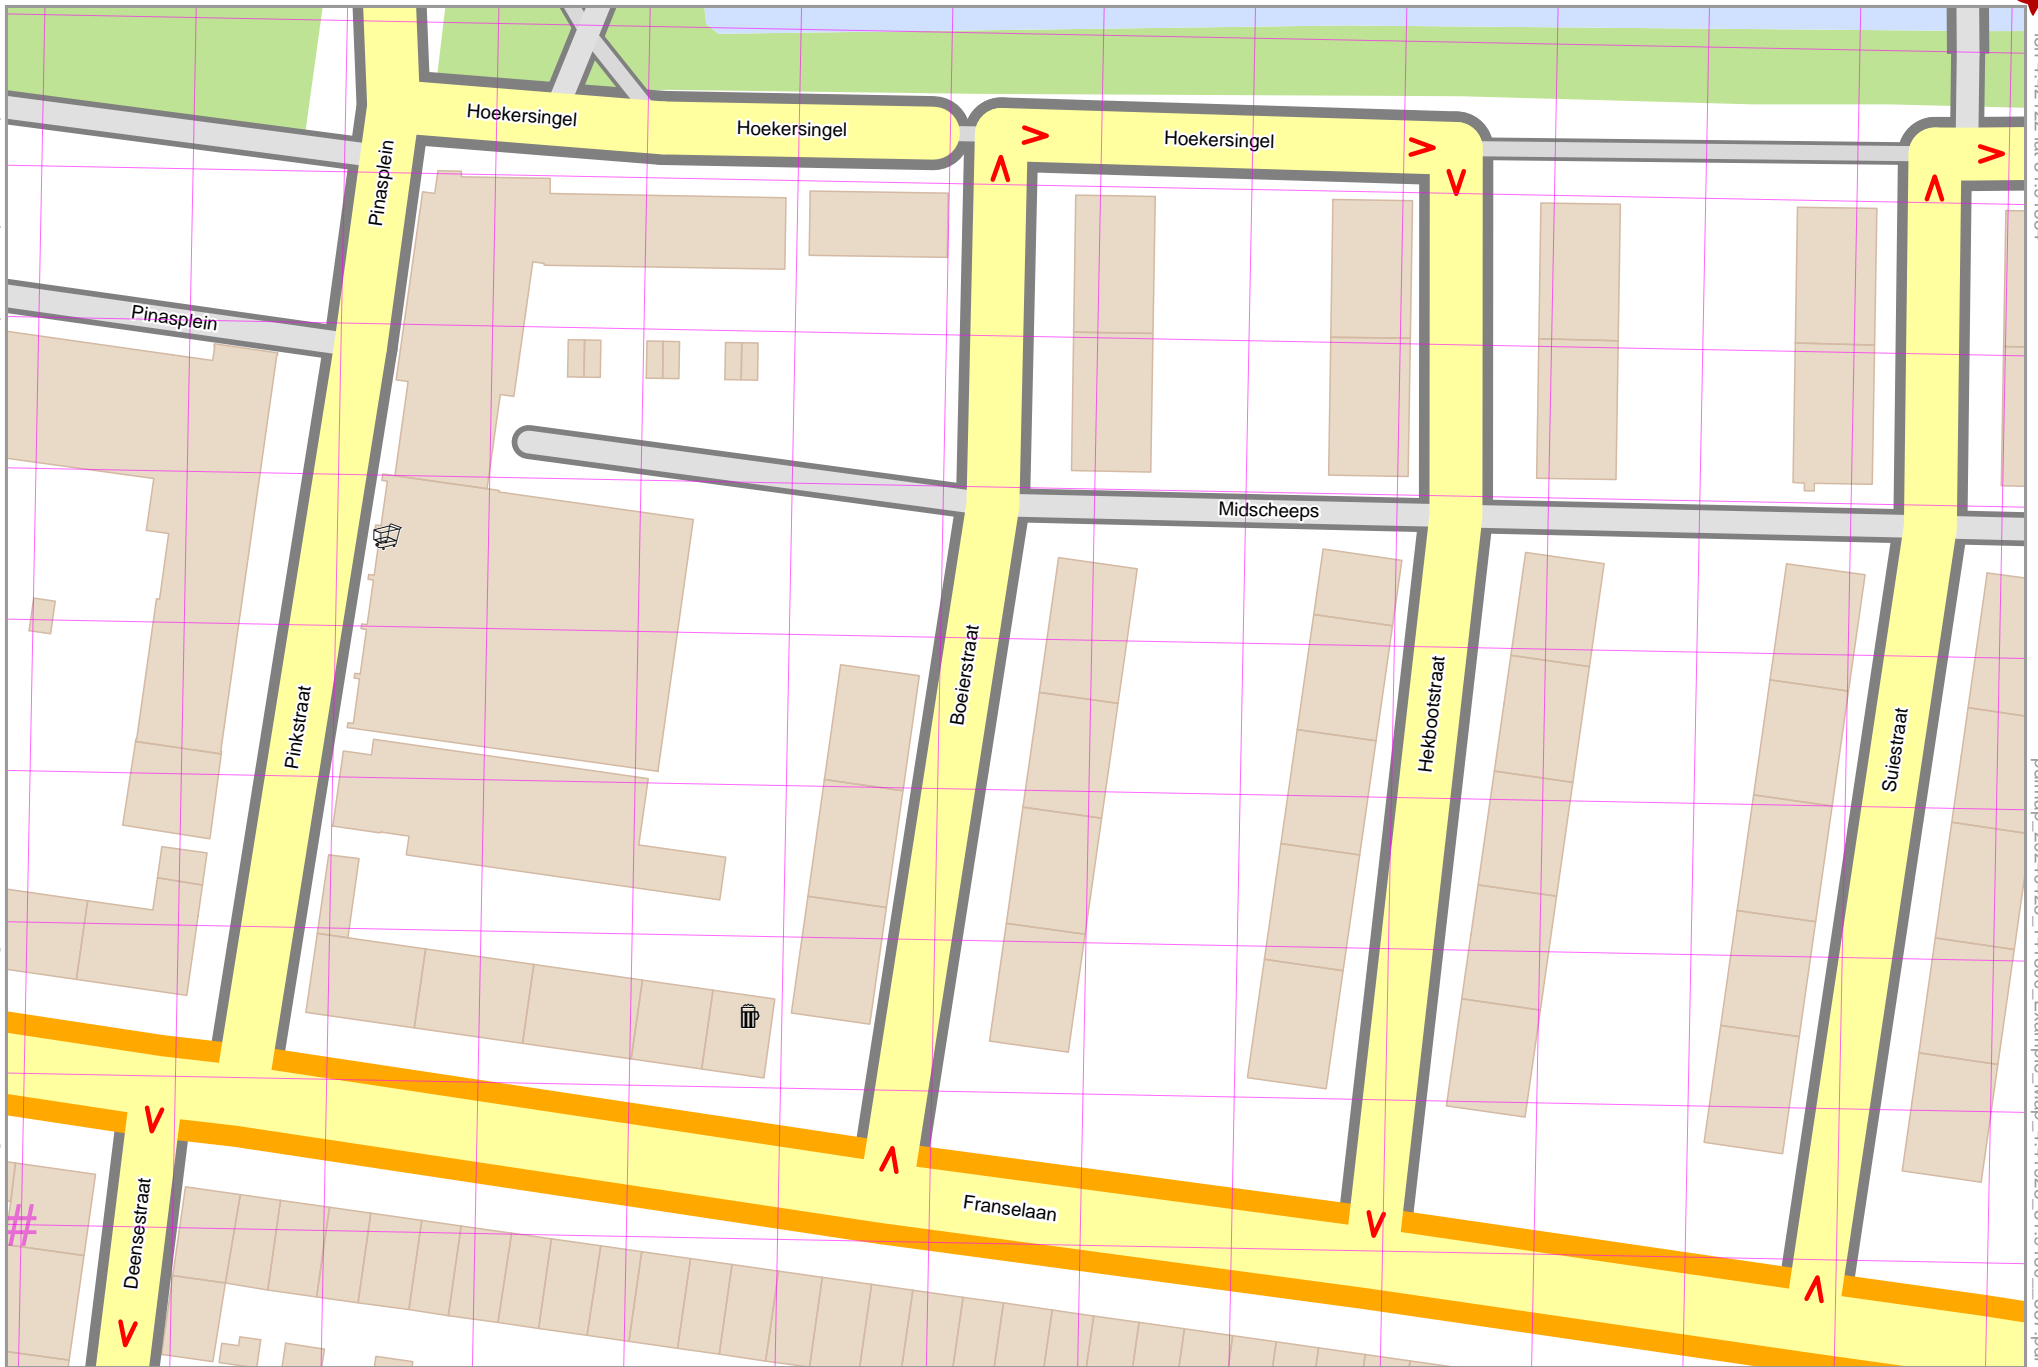 Hoekersingel
Hoekersingel
Hoekersingel
Pinasplein
Pinasplein
Midscheeps
Boeierstraat
Hekbootstraat
Pinkstraat
Suiestraat
Franselaan
Deensestraat
#